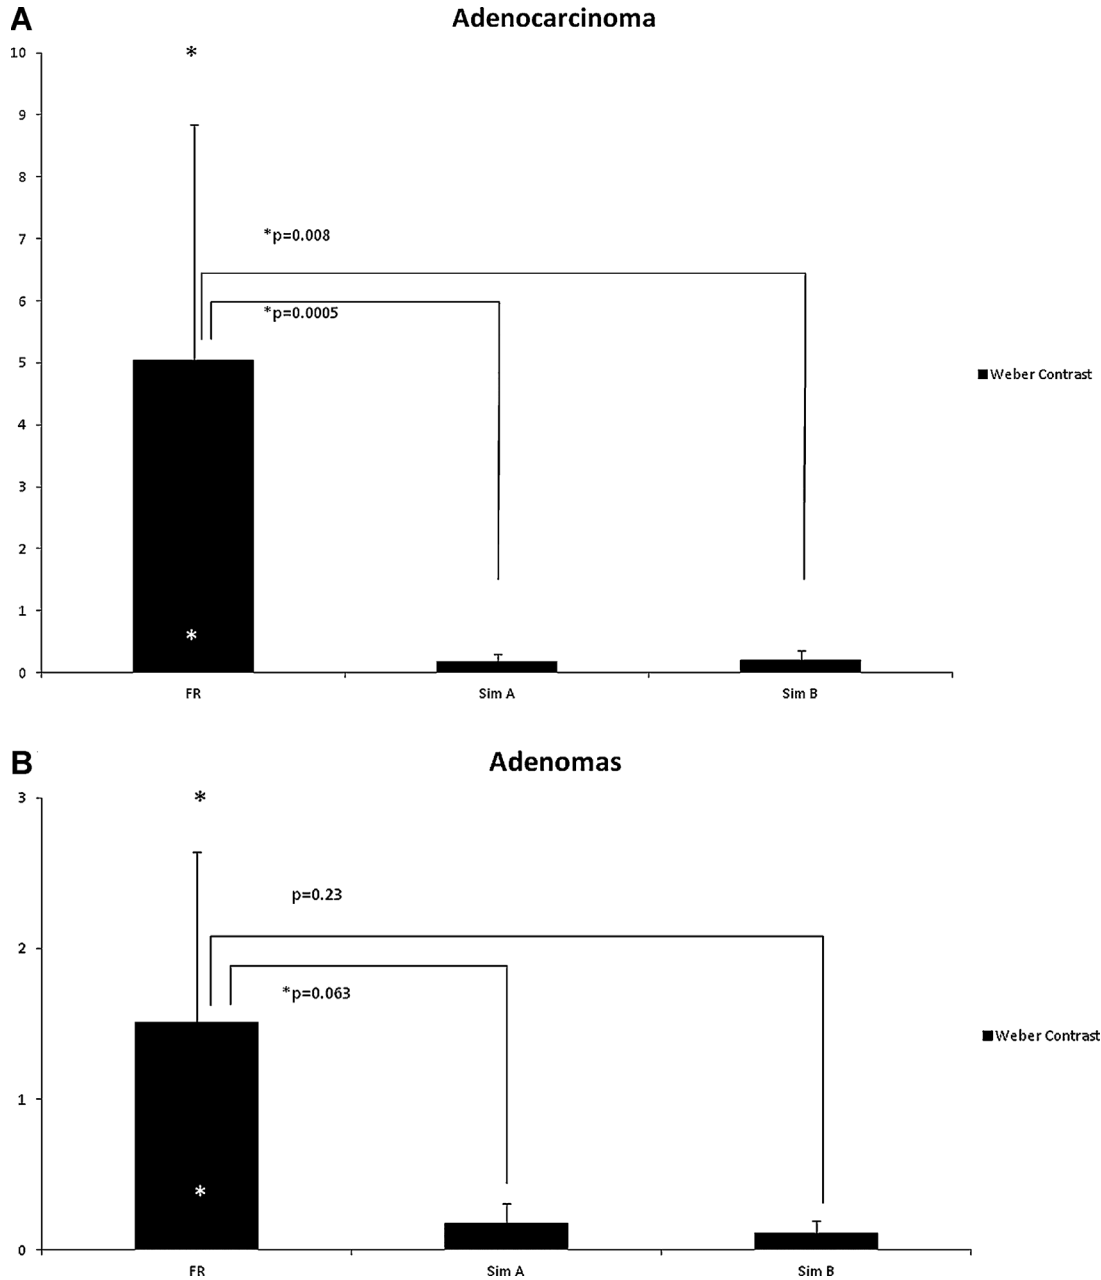 A
Adenocarcinoma
10
*
9
8
7
*p=0.008
6
*p=0.0005
5
Weber Contrast
4
3
2
1
*
0
FR
Sim A
Sim B
B
Adenomas
3
*
p=0.23
2
*p=0.063
Weber Contrast
1
*
0
FR
Sim A
Sim B